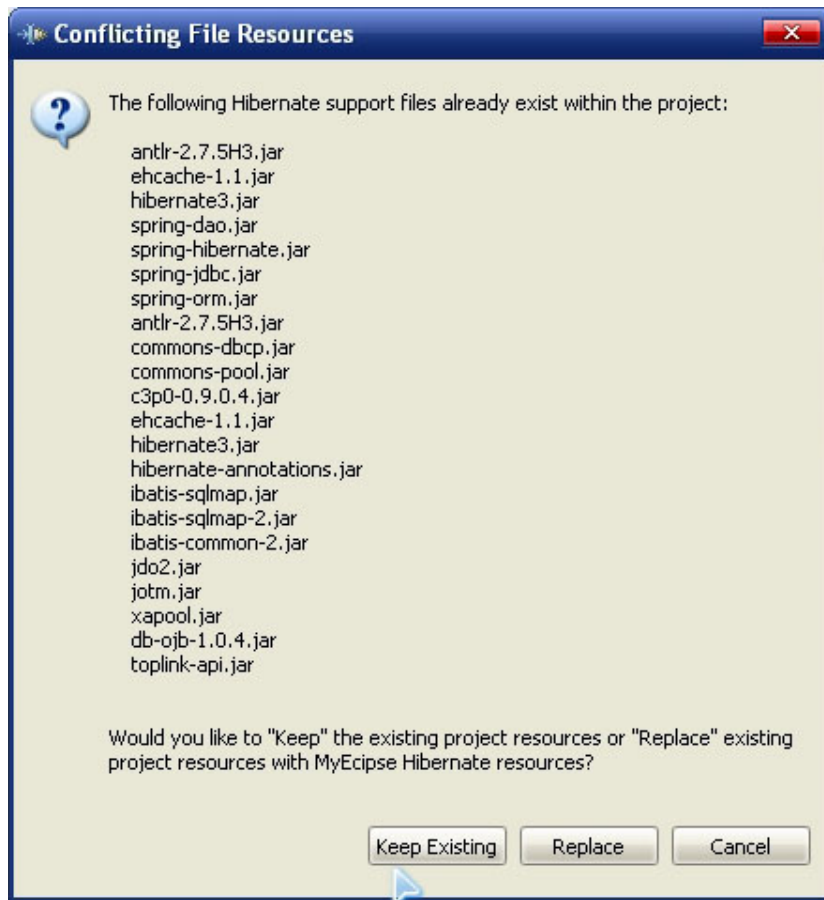 Conflicting File Resources
The following Hibernate support files already exist within the project:
antlr-2.7.5H3.jar
ehcache-1.1.jar
hibernate3.jar
spring-dao.jar
spring-hibernate.jar
spring-jdbc.jar
spring-orm.jar
antlr-2.7.5H3.jar
commons-dbcp.jar
commons-pool.jar
c3p0-0.9.0.4.jar
ehcache-1.1.jar
hibernate3.jar
hibernate-annotations.jar
ibatis-sqlmap.jar
ibatis-sqlmap-2.jar
ibatis-common-2.jar
jdo2.jar
jotm.jar
xapool.jar
db-ojb-1.0.4.jar
toplink-api.jar
Would you like to "Keep" the existing project resources or "Replace" existing
project resources with MyEcipse Hibernate resources?
Keep Existing Replace Cancel